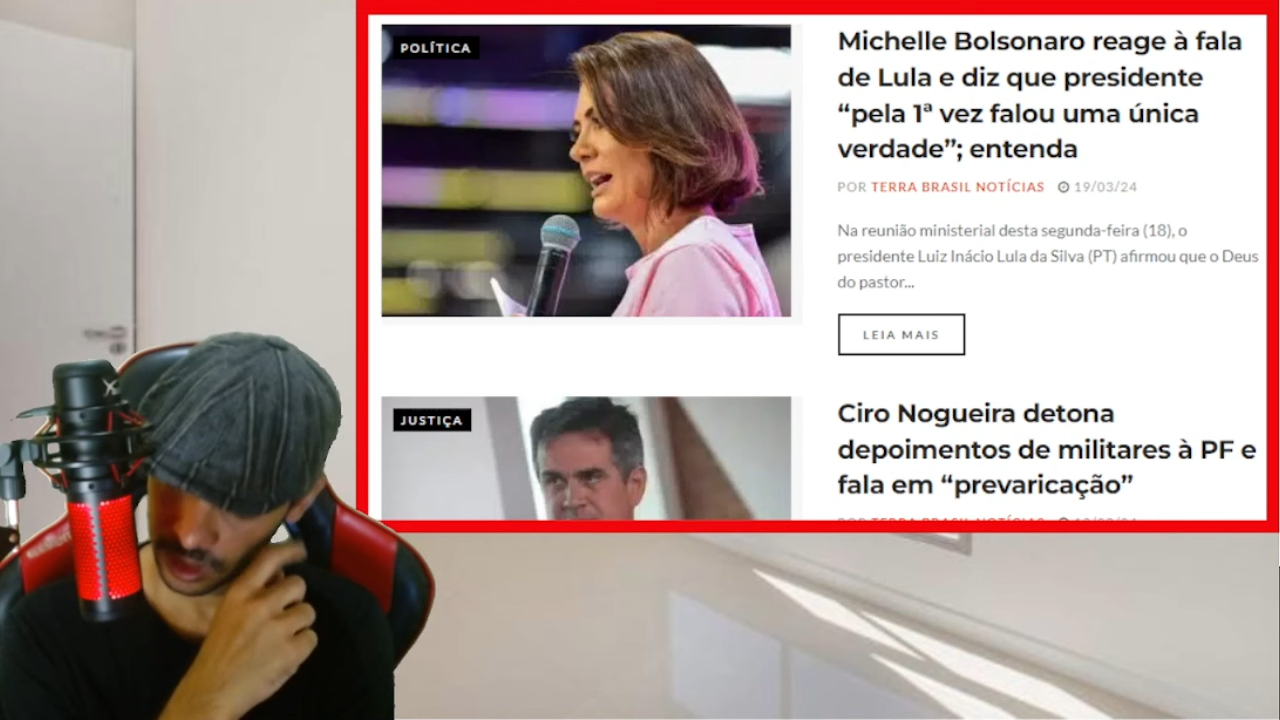 POLÍTICA
Michelle Bolsonaro reage à fala
de Lula e diz que presidente
“pela 1ª vez falou uma única
verdade”; entenda
POR TERRA BRASIL NOTÍCIAS 19/03/24
Na reunião ministerial desta segunda-feira (18), o
presidente Luiz Inácio Lula da Silva (PT) afirmou que o Deus
do pastor...
LEIA MAIS
JUSTIÇA
Ciro Nogueira detona
depoimentos de militares à PF e
fala em “prevaricação”